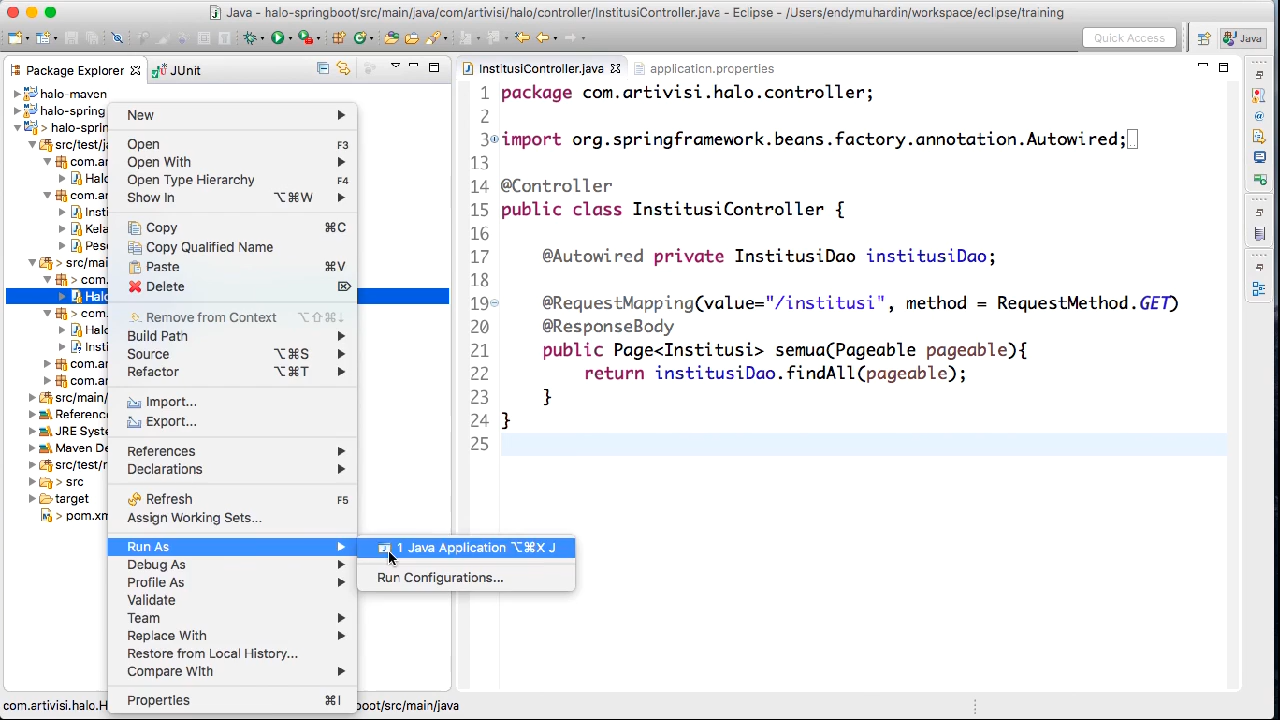 Java - halo-springboot/src/main/java/com/artivisi/halo/controller/InstitusiController.java - Eclipse - /Users/endymuhardin/workspace/eclipse/training
Quick Access
Java
Package Explorer
JUnit
halo-maven
halo-spring
> halo-sprin
src/test/ja
com.ar
Halo
com.ar
Insti
Kela
Pese
> src/mai
> com.
Halo
> com.
Halo
Insti
com.ar
com.ar
src/main/
Reference
JRE Syste
Maven De
src/test/r
> src
target
> pom.xm
New
Open F3
Open With
Open Type Hierarchy F4
Show In ⌥⌘W
Copy ⌘C
Copy Qualified Name
Paste ⌘V
Delete ⌦
Remove from Context ⌥⇧⌘↓
Build Path
Source ⌥⌘S
Refactor ⌥⌘T
Import...
Export...
References
Declarations
Refresh F5
Assign Working Sets...
Run As
Debug As
Profile As
Validate
Team
Replace With
Restore from Local History...
Compare With
Properties ⌘I
1 Java Application ⌥⌘X J
Run Configurations...
InstitusiController.java
application.properties
1 package com.artivisi.halo.controller;
2
3 import org.springframework.beans.factory.annotation.Autowired;
13
14 @Controller
15 public class InstitusiController {
16
17 @Autowired private InstitusiDao institusiDao;
18
19 @RequestMapping(value="/institusi", method = RequestMethod.GET)
20 @ResponseBody
21 public Page<Institusi> semua(Pageable pageable){
22 return institusiDao.findAll(pageable);
23 }
24 }
25
com.artivisi.halo.H
boot/src/main/java